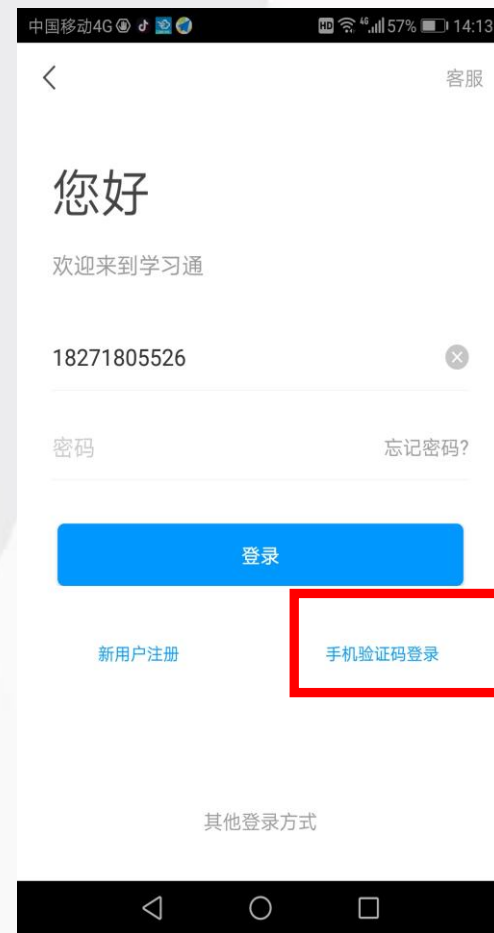 中国移动4G HD 46 57% 14:13
客服
您好
欢迎来到学习通
18271805526
密码 忘记密码?
登录
新用户注册 手机验证码登录
其他登录方式